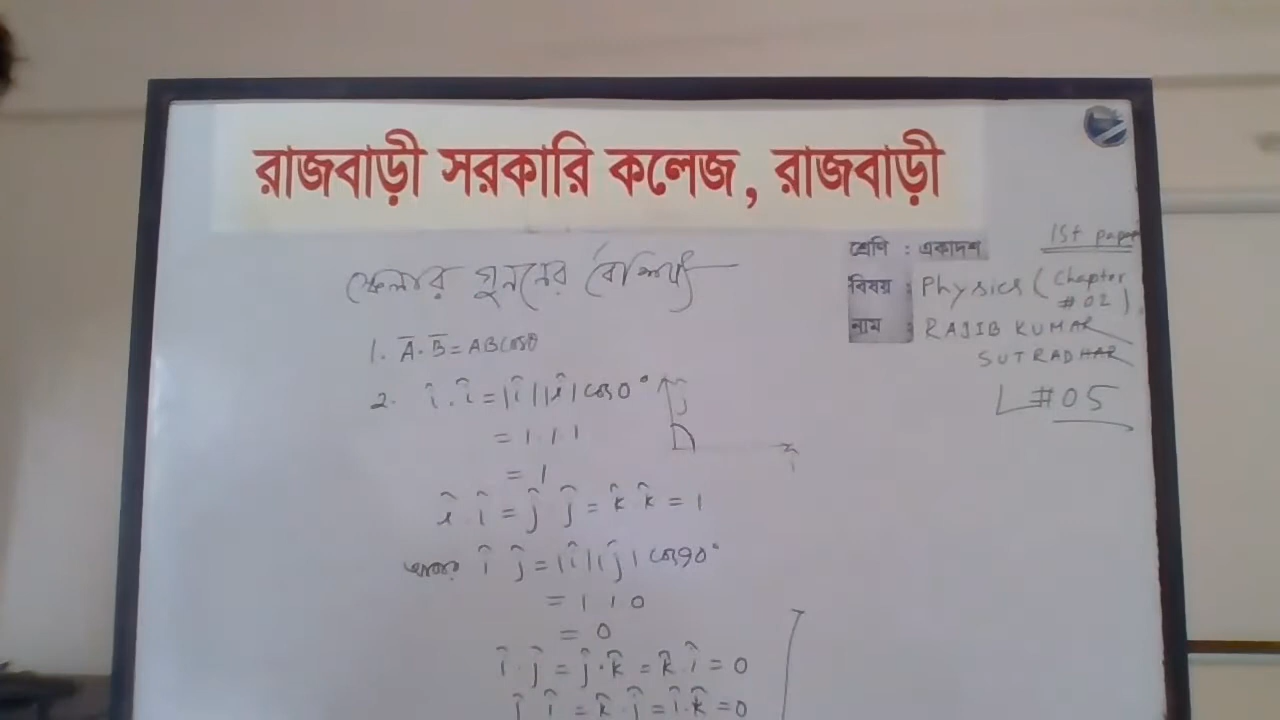 রাজবাড়ী সরকারি কলেজ, রাজবাড়ী
শ্রেণি : একাদশ 1st paper
বিষয় : Physics (Chapter # 02)
নাম : RAJIB KUMAR
SUTRADHAR
L#05
স্কেলার গুননের বৈশিষ্ট্য
1. A̅·B̅ = ABcosθ
2. î·î = |î||î|cos0°
= 1·1·1
= 1
î·î = ĵ·ĵ = k̂·k̂ = 1
আবার î·ĵ = |î||ĵ|cos90°
= 1 1 0
= 0
î·ĵ = ĵ·k̂ = k̂·î = 0
ĵ·î = k̂·ĵ = î·k̂ = 0
ĵ
î